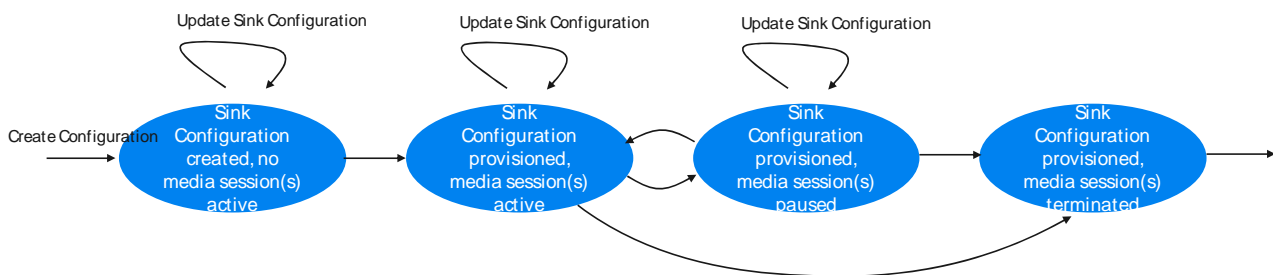 Update Sink Configuration
Update Sink Configuration
Update Sink Configuration
Create Configuration
Sink
Configuration
created, no
media session(s)
active
Sink
Configuration
provisioned,
media session(s)
active
Sink
Configuration
provisioned,
media session(s)
paused
Sink
Configuration
provisioned,
media session(s)
terminated